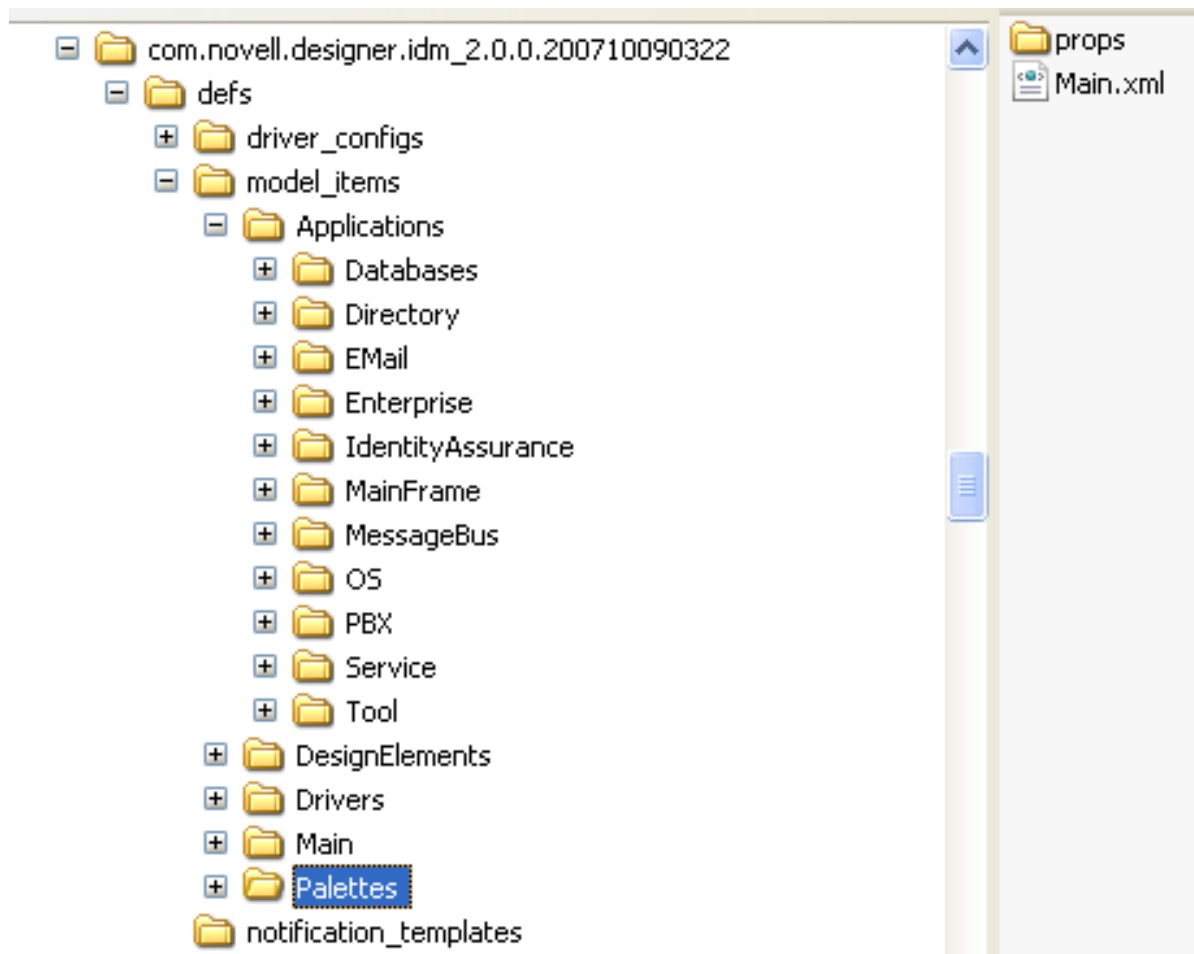 com.novell.designer.idm_2.0.0.200710090322
defs
driver_configs
model_items
Applications
Databases
Directory
EMail
Enterprise
IdentityAssurance
MainFrame
MessageBus
OS
PBX
Service
Tool
DesignElements
Drivers
Main
Palettes
notification_templates
props
Main.xml